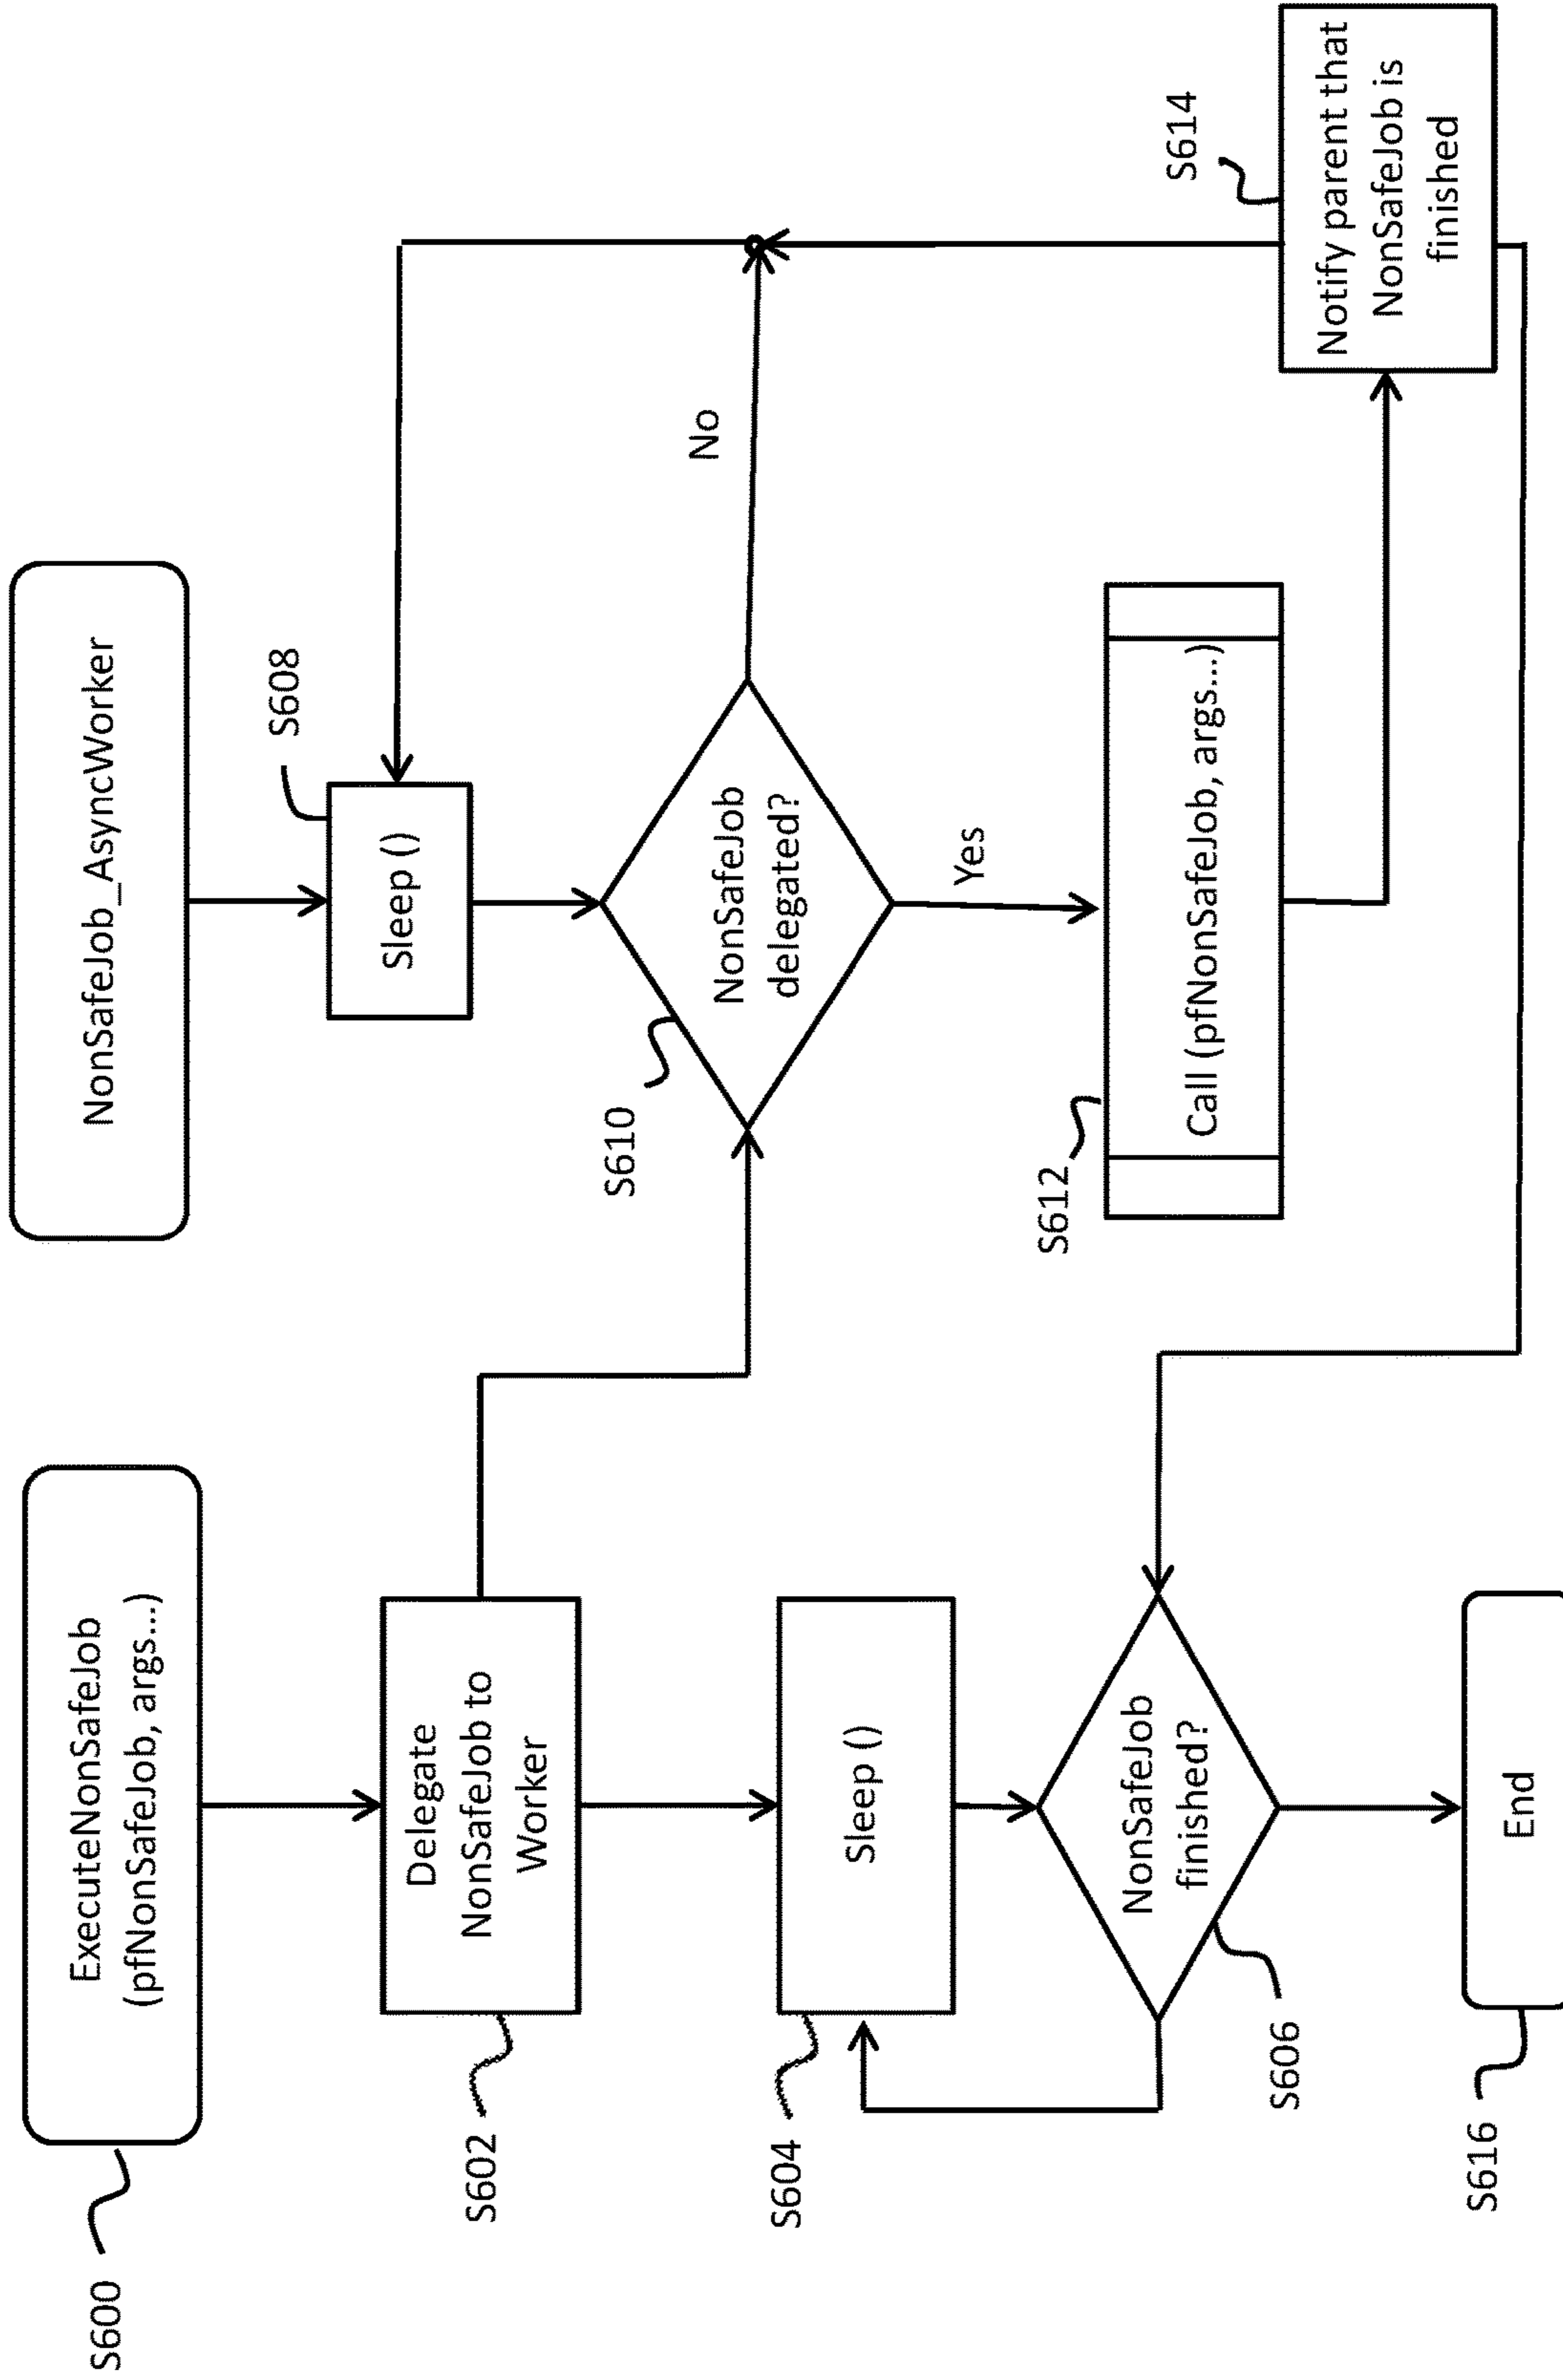 S600
ExecuteNonSafeJob
(pfNonSafeJob, args...)
S602
Delegate
NonSafeJob to
Worker
S604
Sleep ()
NonSafeJob
finished?
S606
S616
End
NonSafeJob_AsyncWorker
S608
Sleep ()
S610
NonSafeJob
delegated?
No
Yes
S612
Call (pfNonSafeJob, args...)
S614
Notify parent that
NonSafeJob is
finished